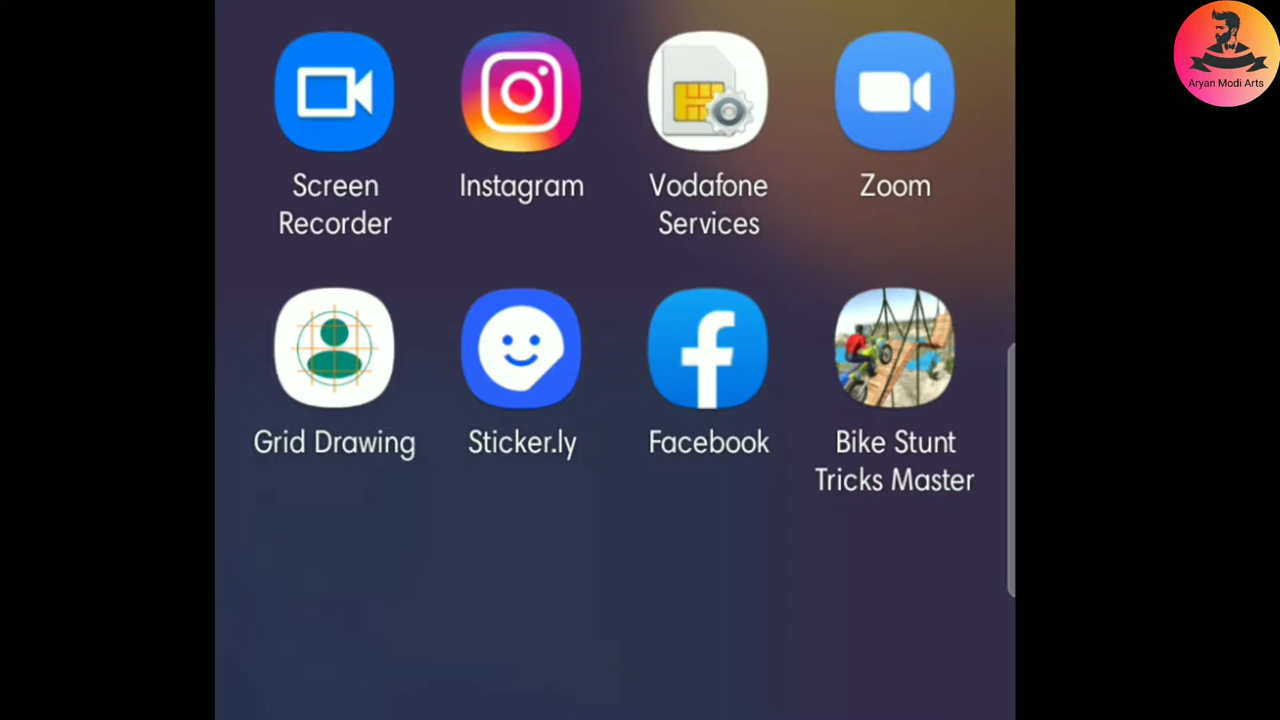 Aryan Modi Arts
Screen
Recorder
Instagram
Vodafone
Services
Zoom
Grid Drawing
Sticker.ly
Facebook
Bike Stunt
Tricks Master